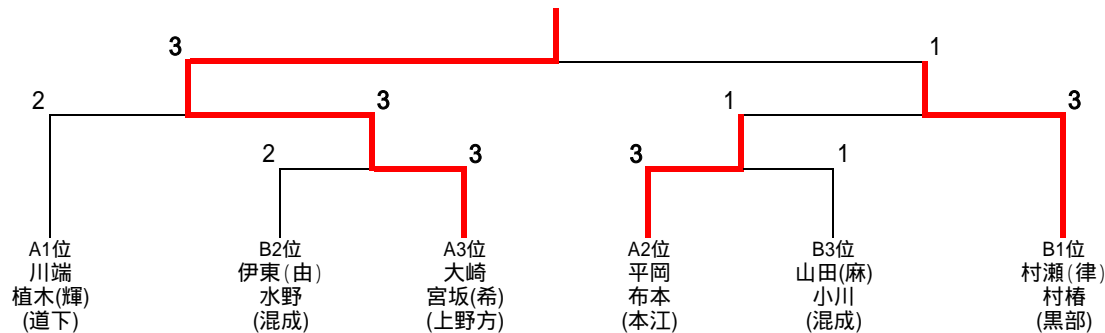 3
1
2
3
1
3
2
3
3
1
A1位
川端
植木(輝)
(道下)
B2位
伊東(由)
水野
(混成)
A3位
大崎
宮坂(希)
(上野方)
A2位
平岡
布本
(本江)
B3位
山田(麻)
小川
(混成)
B1位
村瀬(律)
村椿
(黒部)